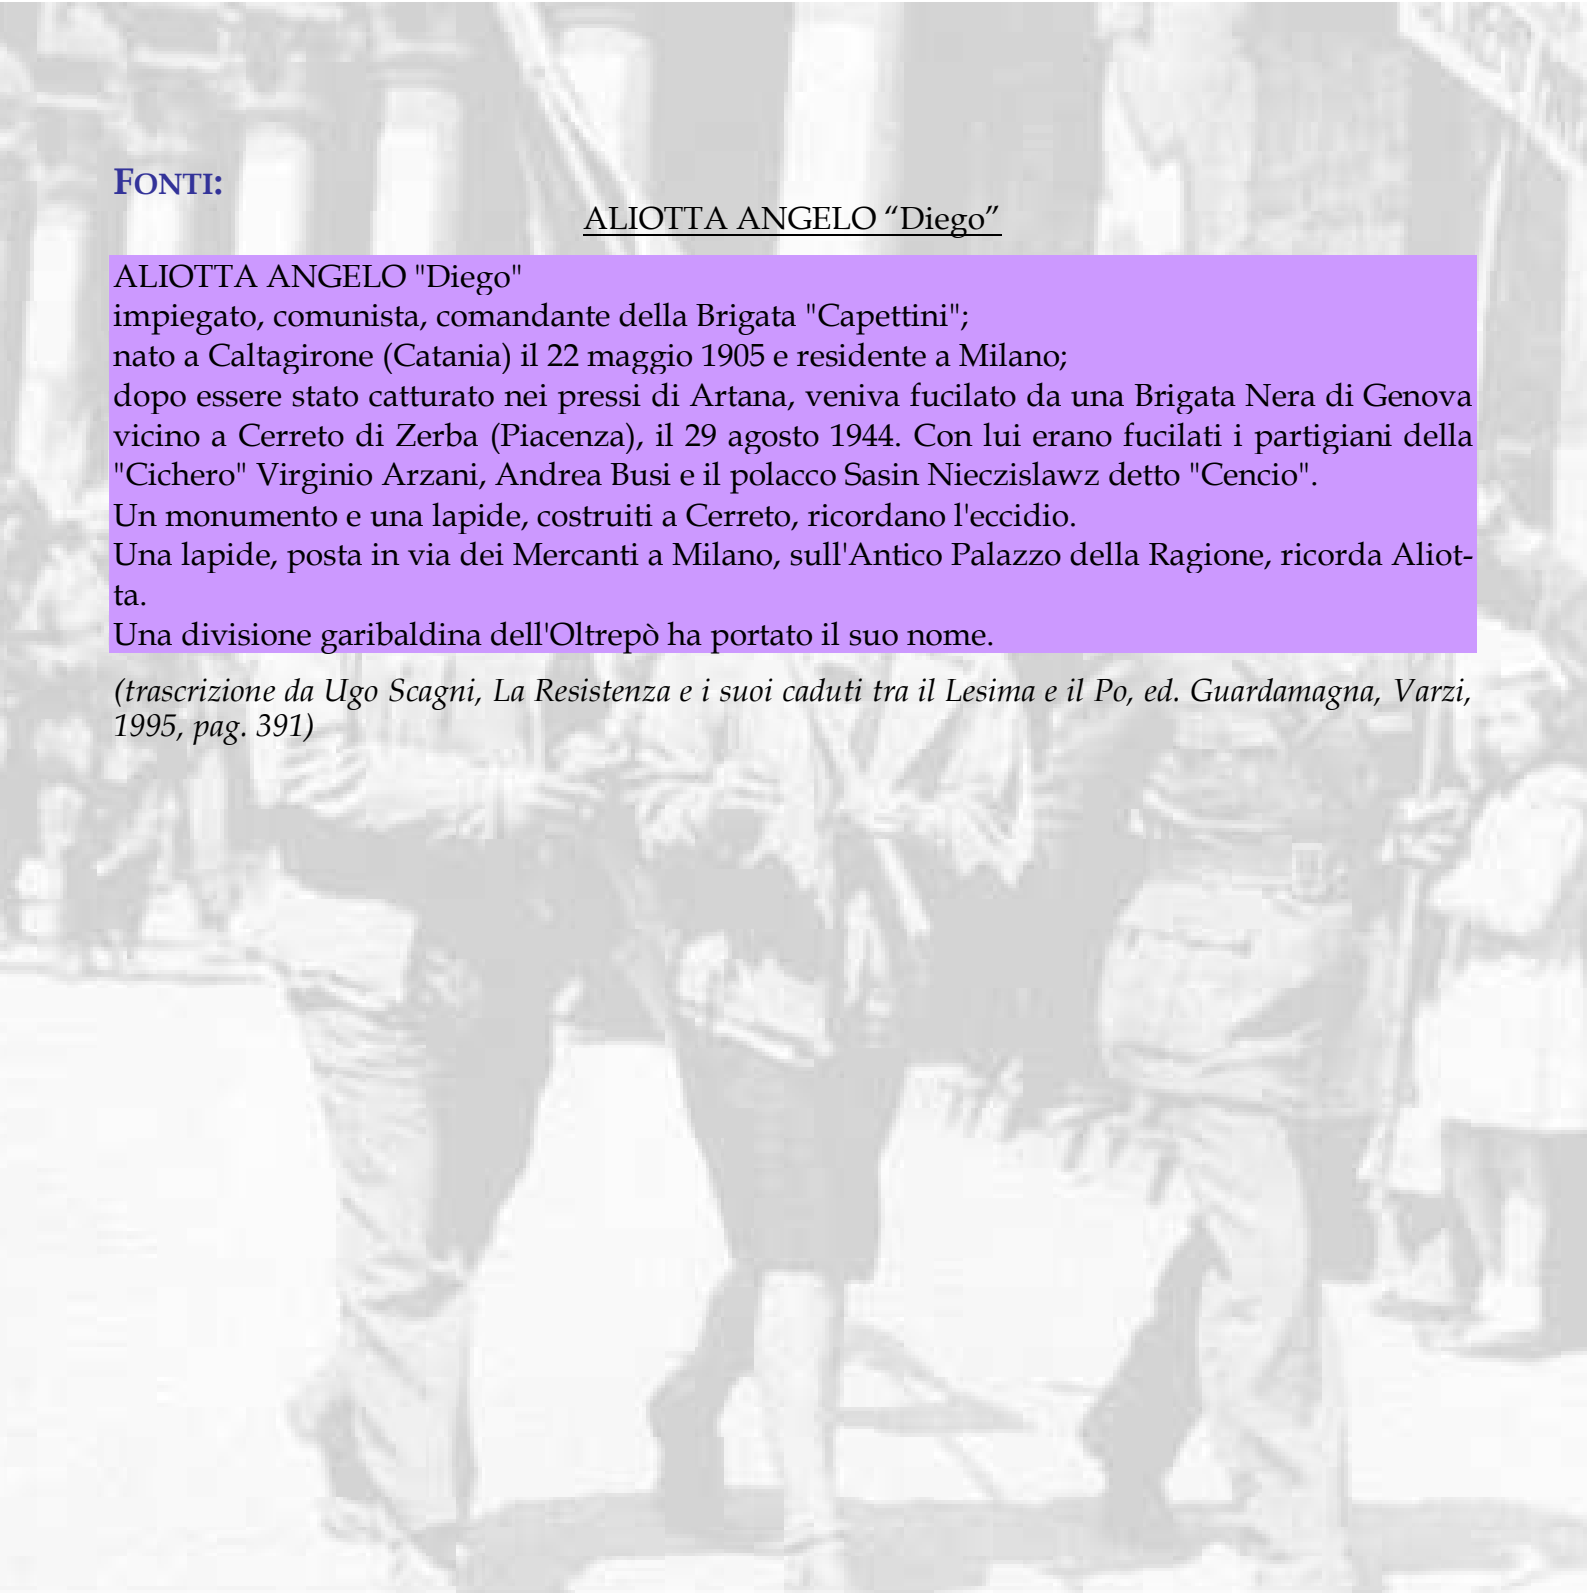 FONTI:
ALIOTTA ANGELO “Diego”
ALIOTTA ANGELO "Diego"
impiegato, comunista, comandante della Brigata "Capettini";
nato a Caltagirone (Catania) il 22 maggio 1905 e residente a Milano;
dopo essere stato catturato nei pressi di Artana, veniva fucilato da una Brigata Nera di Genova
vicino a Cerreto di Zerba (Piacenza), il 29 agosto 1944. Con lui erano fucilati i partigiani della
"Cichero" Virginio Arzani, Andrea Busi e il polacco Sasin Nieczislawz detto "Cencio".
Un monumento e una lapide, costruiti a Cerreto, ricordano l'eccidio.
Una lapide, posta in via dei Mercanti a Milano, sull'Antico Palazzo della Ragione, ricorda Aliot-
ta.
Una divisione garibaldina dell'Oltrepò ha portato il suo nome.
(trascrizione da Ugo Scagni, La Resistenza e i suoi caduti tra il Lesima e il Po, ed. Guardamagna, Varzi,
1995, pag. 391)